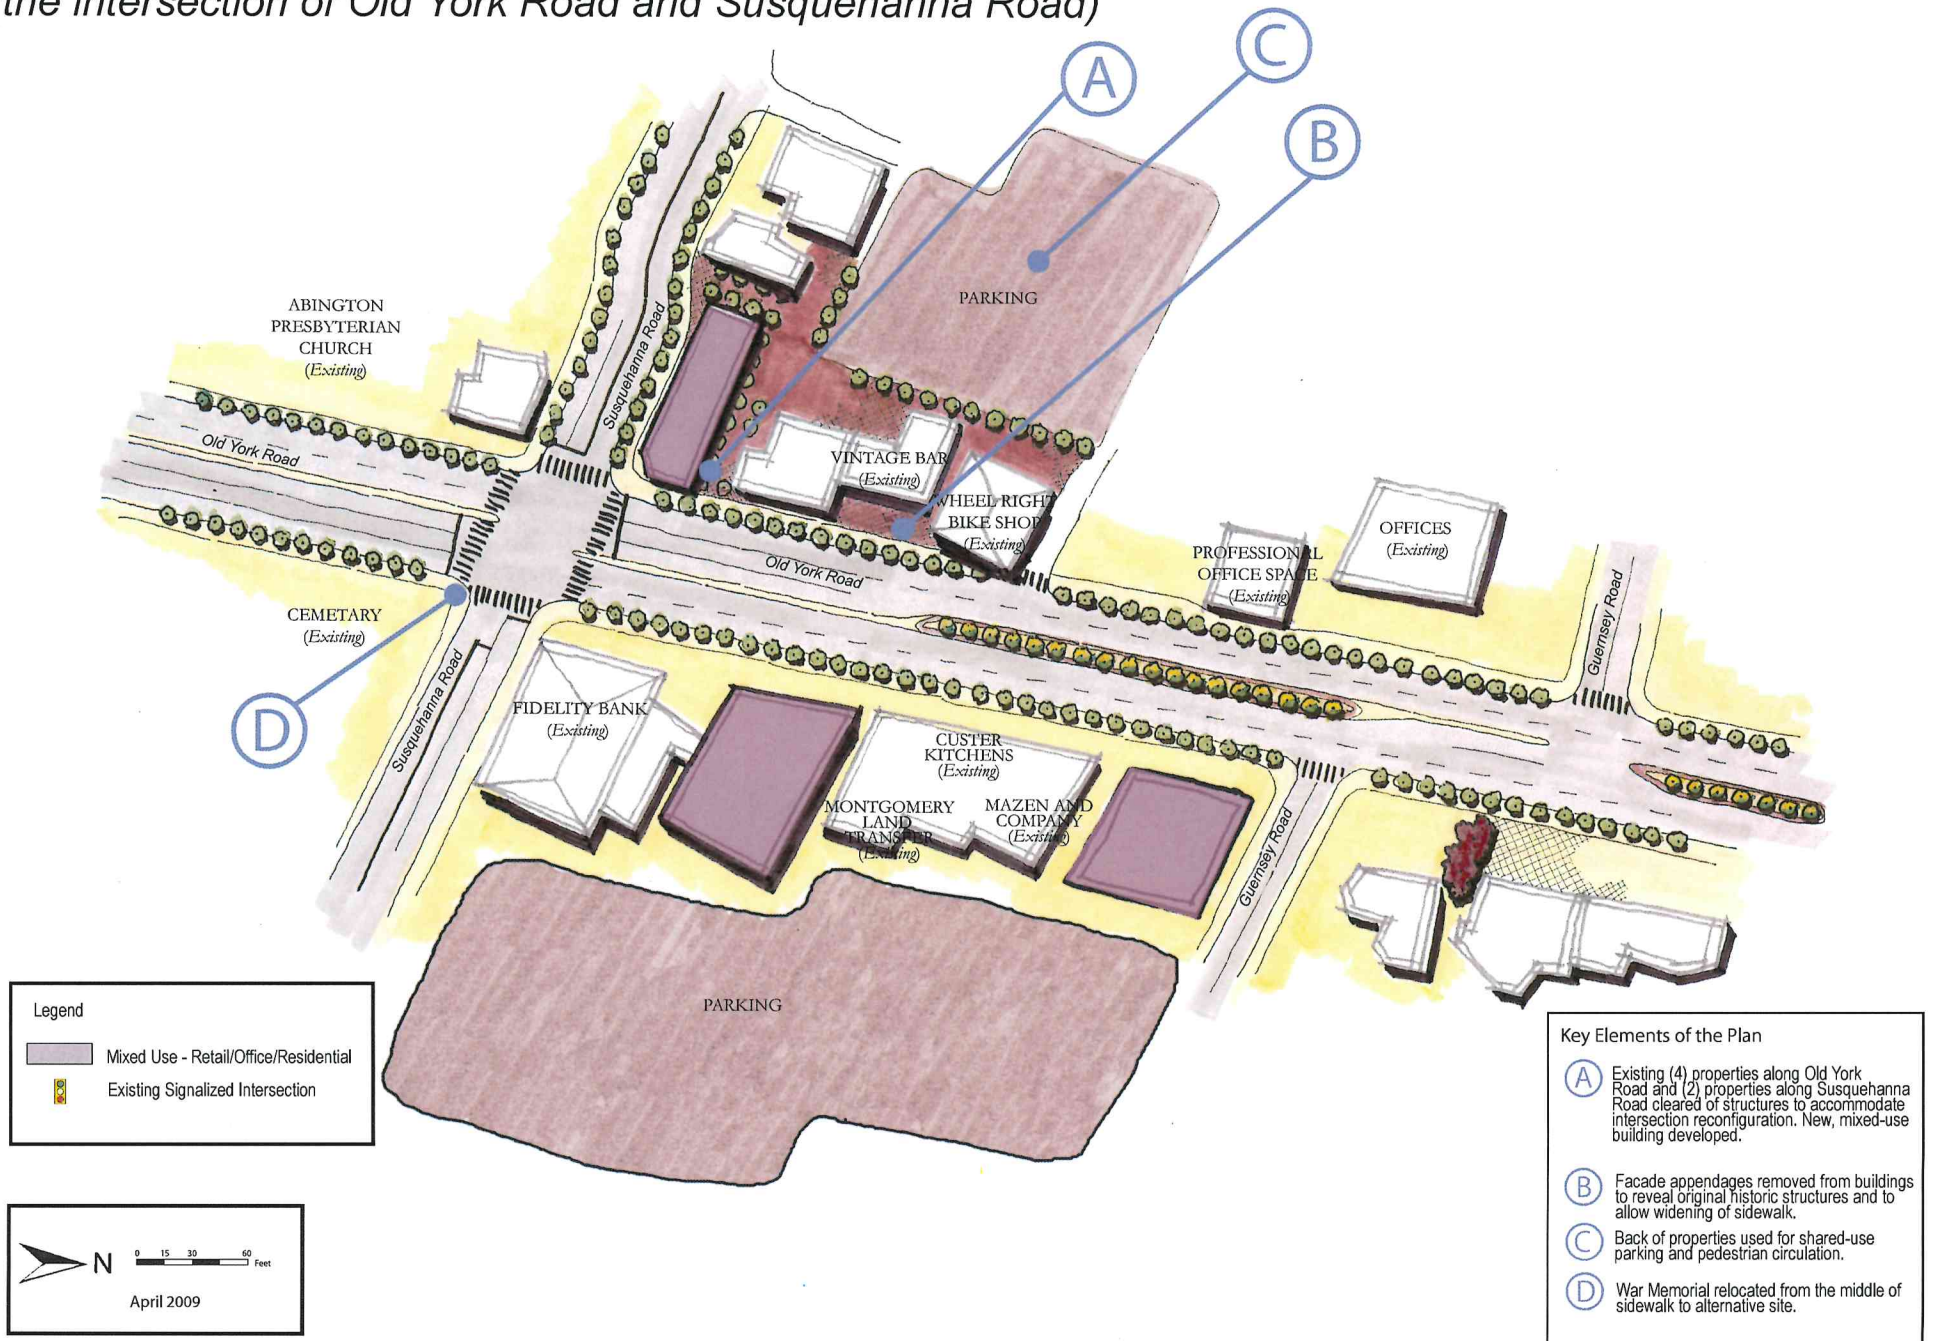 the intersection of Old York Road and Susquehanna Road)
A
C
B
ABINGTON
PRESBYTERIAN
CHURCH
(Existing)
Susquehanna Road
PARKING
Old York Road
VINTAGE BAR
(Existing)
WHEEL RIGHT
BIKE SHOP
(Existing)
Old York Road
PROFESSIONAL
OFFICE SPACE
(Existing)
OFFICES
(Existing)
Guernsey Road
CEMETARY
(Existing)
D
Susquehanna Road
FIDELITY BANK
(Existing)
CUSTER
KITCHENS
(Existing)
MONTGOMERY
LAND
TRANSFER
(Existing)
MAZEN AND
COMPANY
(Existing)
Guernsey Road
PARKING
Legend
Mixed Use - Retail/Office/Residential
Existing Signalized Intersection
N
0 15 30 60
Feet
April 2009
Key Elements of the Plan
A
Existing (4) properties along Old York
Road and (2) properties along Susquehanna
Road cleared of structures to accommodate
intersection reconfiguration. New, mixed-use
building developed.
B
Facade appendages removed from buildings
to reveal original historic structures and to
allow widening of sidewalk.
C
Back of properties used for shared-use
parking and pedestrian circulation.
D
War Memorial relocated from the middle of
sidewalk to alternative site.